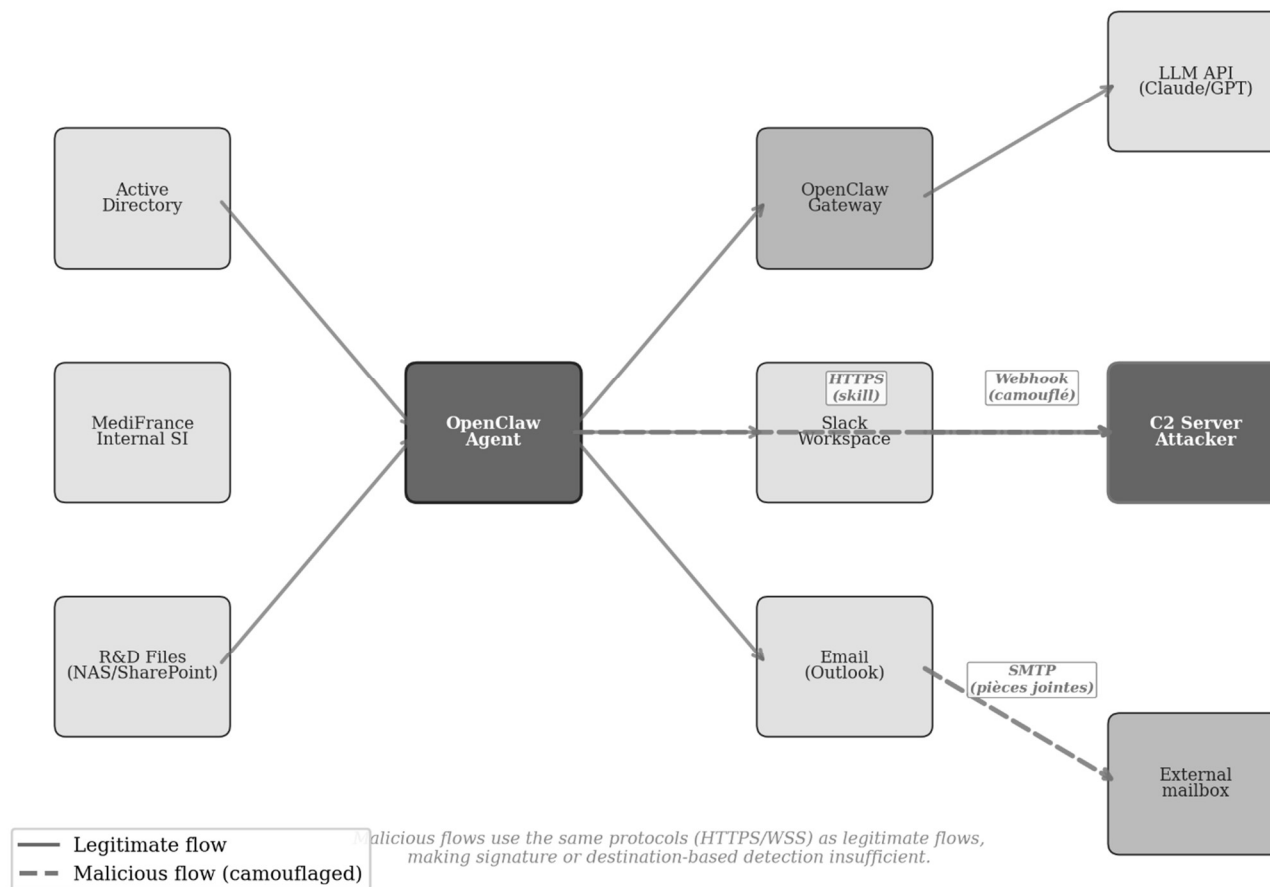 LLM API
(Claude/GPT)
Active
Directory
OpenClaw
Gateway
MediFrance
Internal SI
OpenClaw
Agent
HTTPS
(skill)
Slack
Workspace
Webhook
(camouflé)
C2 Server
Attacker
R&D Files
(NAS/SharePoint)
Email
(Outlook)
SMTP
(pièces jointes)
External
mailbox
Malicious flows use the same protocols (HTTPS/WSS) as legitimate flows,
making signature or destination-based detection insufficient.
Legitimate flow
Malicious flow (camouflaged)